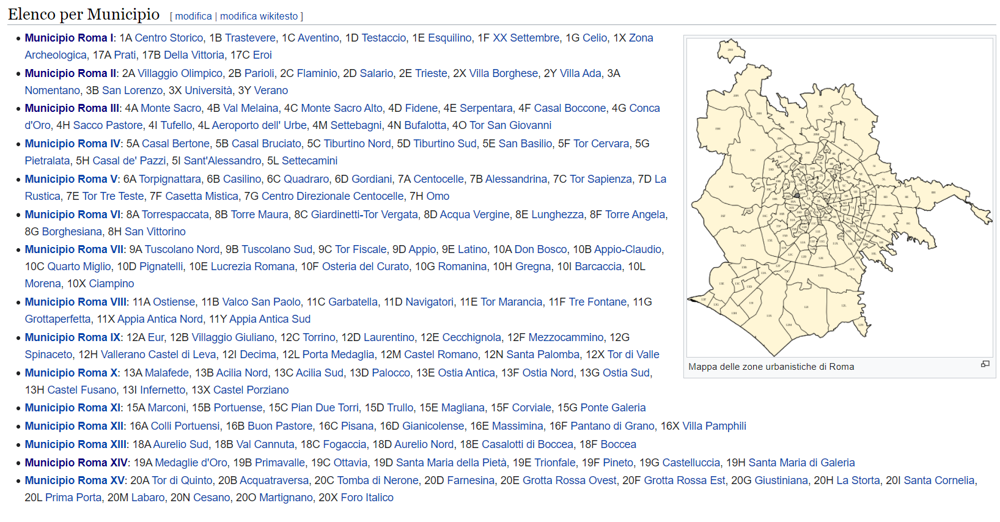 Elenco per Municipio [ modifica | modifica wikitesto ]
• Municipio Roma I: 1A Centro Storico, 1B Trastevere, 1C Aventino, 1D Testaccio, 1E Esquilino, 1F XX Settembre, 1G Celio, 1X Zona
Archeologica, 17A Prati, 17B Della Vittoria, 17C Eroi
• Municipio Roma II: 2A Villaggio Olimpico, 2B Parioli, 2C Flaminio, 2D Salario, 2E Trieste, 2X Villa Borghese, 2Y Villa Ada, 3A
Nomentano, 3B San Lorenzo, 3X Università, 3Y Verano
• Municipio Roma III: 4A Monte Sacro, 4B Val Melaina, 4C Monte Sacro Alto, 4D Fidene, 4E Serpentara, 4F Casal Boccone, 4G Conca
d'Oro, 4H Sacco Pastore, 4I Tufello, 4L Aeroporto dell' Urbe, 4M Settebagni, 4N Bufalotta, 4O Tor San Giovanni
• Municipio Roma IV: 5A Casal Bertone, 5B Casal Bruciato, 5C Tiburtino Nord, 5D Tiburtino Sud, 5E San Basilio, 5F Tor Cervara, 5G
Pietralata, 5H Casal de' Pazzi, 5I Sant'Alessandro, 5L Settecamini
• Municipio Roma V: 6A Torpignattara, 6B Casilino, 6C Quadraro, 6D Gordiani, 7A Centocelle, 7B Alessandrina, 7C Tor Sapienza, 7D La
Rustica, 7E Tor Tre Teste, 7F Casetta Mistica, 7G Centro Direzionale Centocelle, 7H Omo
• Municipio Roma VI: 8A Torrespaccata, 8B Torre Maura, 8C Giardinetti-Tor Vergata, 8D Acqua Vergine, 8E Lunghezza, 8F Torre Angela,
8G Borghesiana, 8H San Vittorino
• Municipio Roma VII: 9A Tuscolano Nord, 9B Tuscolano Sud, 9C Tor Fiscale, 9D Appio, 9E Latino, 10A Don Bosco, 10B Appio-Claudio,
10C Quarto Miglio, 10D Pignatelli, 10E Lucrezia Romana, 10F Osteria del Curato, 10G Romanina, 10H Gregna, 10I Barcaccia, 10L
Morena, 10X Ciampino
• Municipio Roma VIII: 11A Ostiense, 11B Valco San Paolo, 11C Garbatella, 11D Navigatori, 11E Tor Marancia, 11F Tre Fontane, 11G
Grottaperfetta, 11X Appia Antica Nord, 11Y Appia Antica Sud
• Municipio Roma IX: 12A Eur, 12B Villaggio Giuliano, 12C Torrino, 12D Laurentino, 12E Cecchignola, 12F Mezzocammino, 12G
Spinaceto, 12H Vallerano Castel di Leva, 12I Decima, 12L Porta Medaglia, 12M Castel Romano, 12N Santa Palomba, 12X Tor di Valle
• Municipio Roma X: 13A Malafede, 13B Acilia Nord, 13C Acilia Sud, 13D Palocco, 13E Ostia Antica, 13F Ostia Nord, 13G Ostia Sud,
13H Castel Fusano, 13I Infernetto, 13X Castel Porziano
• Municipio Roma XI: 15A Marconi, 15B Portuense, 15C Pian Due Torri, 15D Trullo, 15E Magliana, 15F Corviale, 15G Ponte Galeria
• Municipio Roma XII: 16A Colli Portuensi, 16B Buon Pastore, 16C Pisana, 16D Gianicolense, 16E Massimina, 16F Pantano di Grano, 16X Villa Pamphili
• Municipio Roma XIII: 18A Aurelio Sud, 18B Val Cannuta, 18C Fogaccia, 18D Aurelio Nord, 18E Casalotti di Boccea, 18F Boccea
• Municipio Roma XIV: 19A Medaglie d'Oro, 19B Primavalle, 19C Ottavia, 19D Santa Maria della Pietà, 19E Trionfale, 19F Pineto, 19G Castelluccia, 19H Santa Maria di Galeria
• Municipio Roma XV: 20A Tor di Quinto, 20B Acquatraversa, 20C Tomba di Nerone, 20D Farnesina, 20E Grotta Rossa Ovest, 20F Grotta Rossa Est, 20G Giustiniana, 20H La Storta, 20I Santa Cornelia,
20L Prima Porta, 20M Labaro, 20N Cesano, 20O Martignano, 20X Foro Italico
Mappa delle zone urbanistiche di Roma